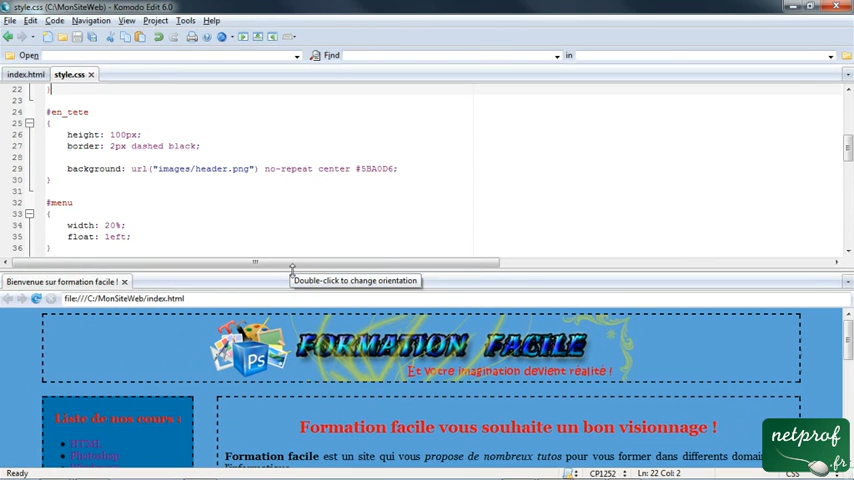 style.css (C:\MonSiteWeb) - Komodo Edit 6.0
File Edit Code Navigation View Project Tools Help
Open Find in
index.html style.css
22 }
23
24 #en_tete
25 {
26 height: 100px;
27 border: 2px dashed black;
28
29 background: url("images/header.png") no-repeat center #5BA0D6;
30 }
31
32 #menu
33 {
34 width: 20%;
35 float: left;
36 }
Double-click to change orientation
Bienvenue sur formation facile !
file:///C:/MonSiteWeb/index.html
Ps FORMATION FACILE
Et votre imagination devient réalité !
Liste de nos cours :
Formation facile vous souhaite un bon visionnage !
HTML
Photoshop
Formation facile est un site qui vous propose de nombreux tutos pour vous former dans differents domai
l'informatique
netprof
.fr
Ready CP1252 Ln: 22 Col: 2 CSS